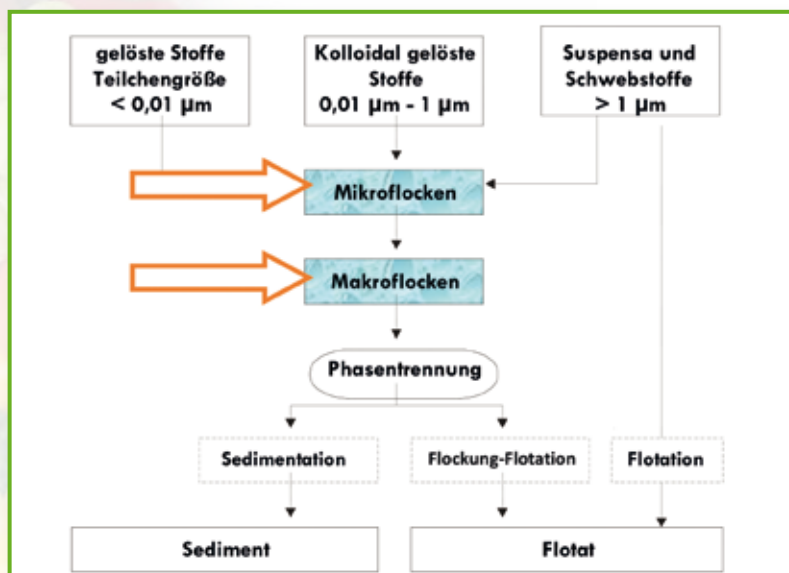 gelöste Stoffe
Teilchengröße
< 0,01 µm
Kolloidal gelöste
Stoffe
0,01 µm - 1 µm
Suspensa und
Schwebstoffe
> 1 µm
Mikroflocken
Makroflocken
Phasentrennung
Sedimentation
Flockung-Flotation
Flotation
Sediment
Flotat